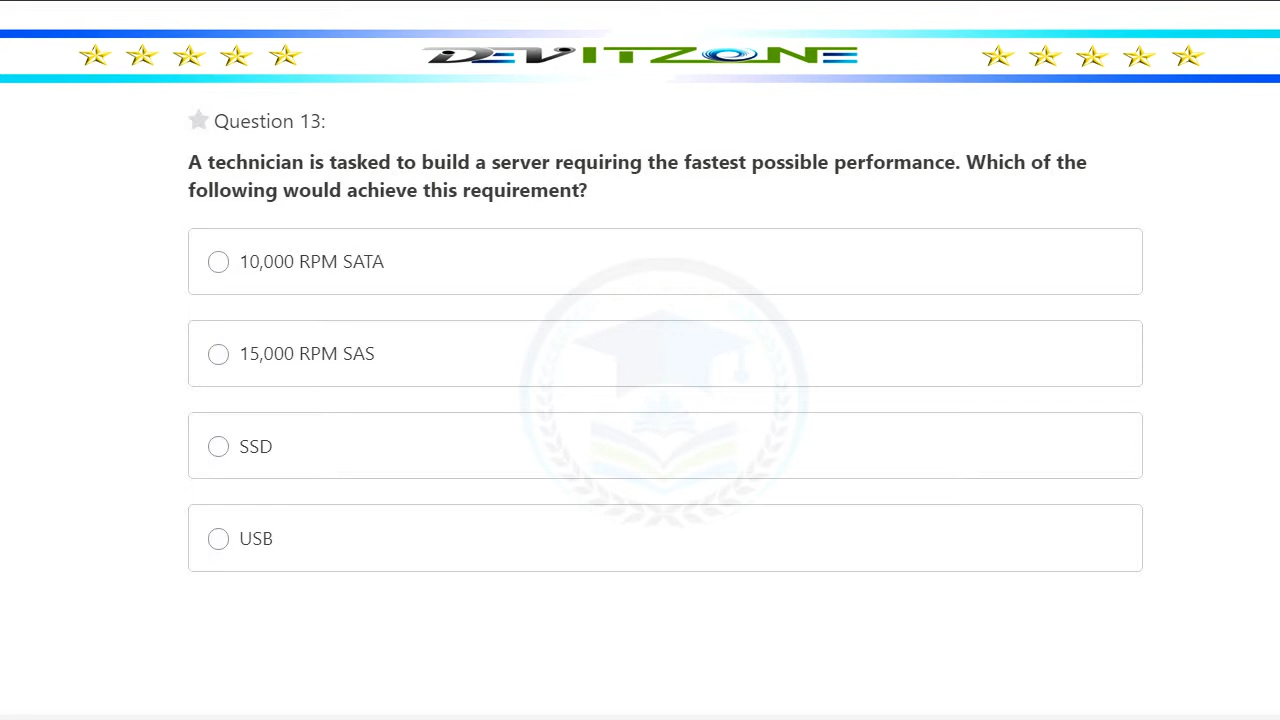 DEVITZONE
Question 13:
A technician is tasked to build a server requiring the fastest possible performance. Which of the
following would achieve this requirement?
10,000 RPM SATA
15,000 RPM SAS
SSD
USB